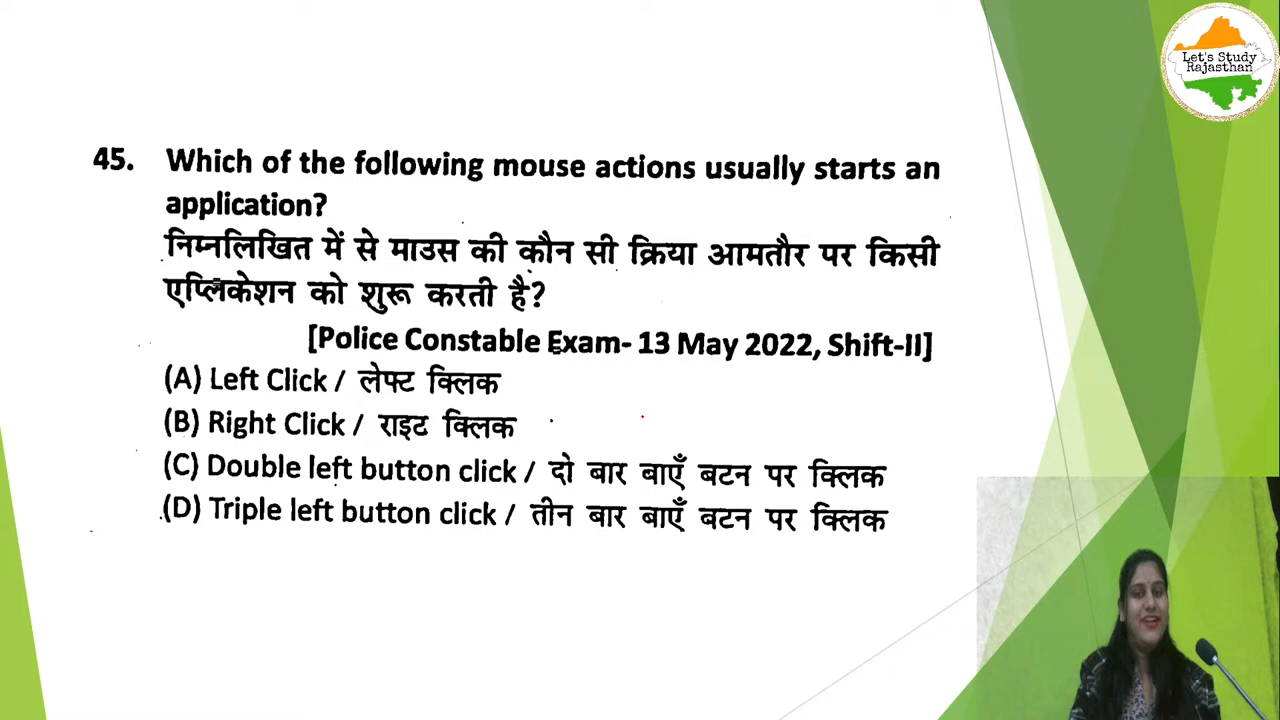 Let's Study
Rajasthan
45. Which of the following mouse actions usually starts an
application?
निम्नलिखित में से माउस की कौन सी क्रिया आमतौर पर किसी
एप्लिकेशन को शुरू करती है?
[Police Constable Exam- 13 May 2022, Shift-II]
(A) Left Click / लेफ्ट क्लिक
(B) Right Click / राइट क्लिक
(C) Double left button click / दो बार बाएँ बटन पर क्लिक
(D) Triple left button click / तीन बार बाएँ बटन पर क्लिक